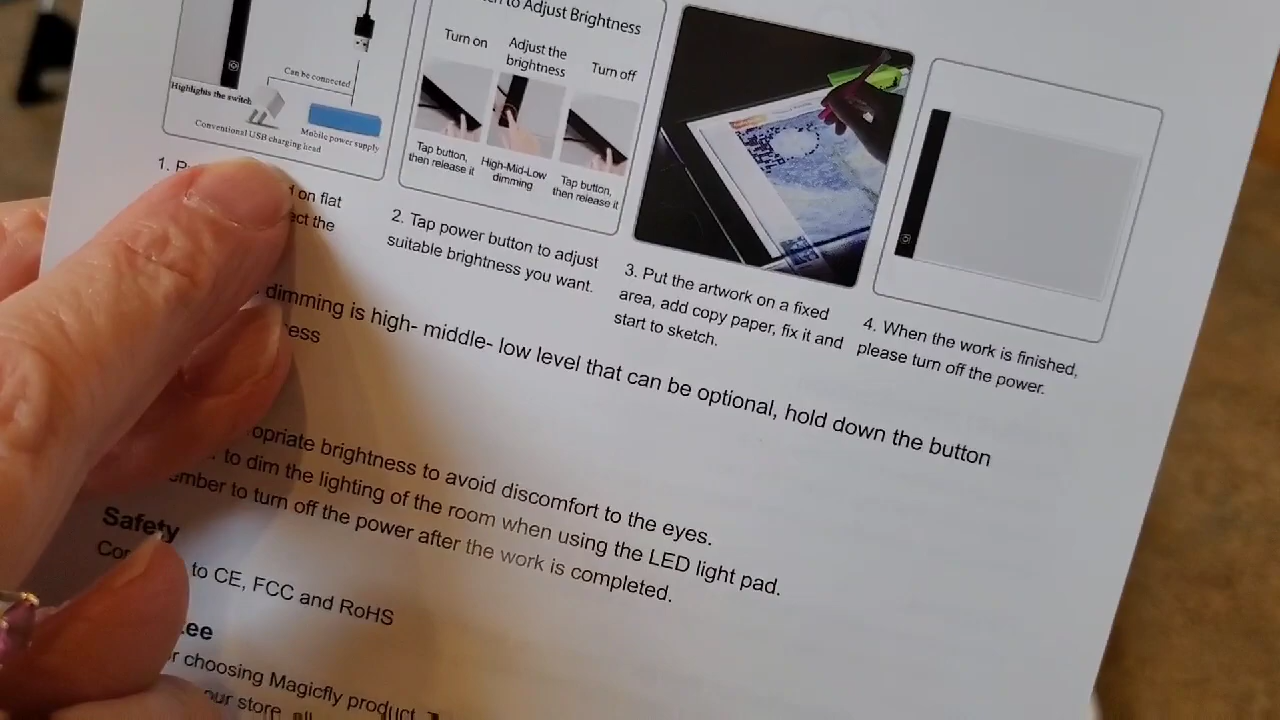 to Adjust Brightness
Turn on
Adjust the
brightness
Turn off
Can be connected
Highlights the switch
Conventional USB charging head
Mobile power supply
Tap button,
then release it
High-Mid-Low
dimming
Tap button,
then release it
1.
on flat
the
2. Tap power button to adjust
suitable brightness you want.
3. Put the artwork on a fixed
area, add copy paper, fix it and
start to sketch.
4. When the work is finished,
please turn off the power.
dimming is high- middle- low level that can be optional, hold down the button
brightness to avoid discomfort to the eyes.
to dim the lighting of the room when using the LED light pad.
to turn off the power after the work is completed.
Safety
to CE, FCC and RoHS
choosing Magicfly product
our store,